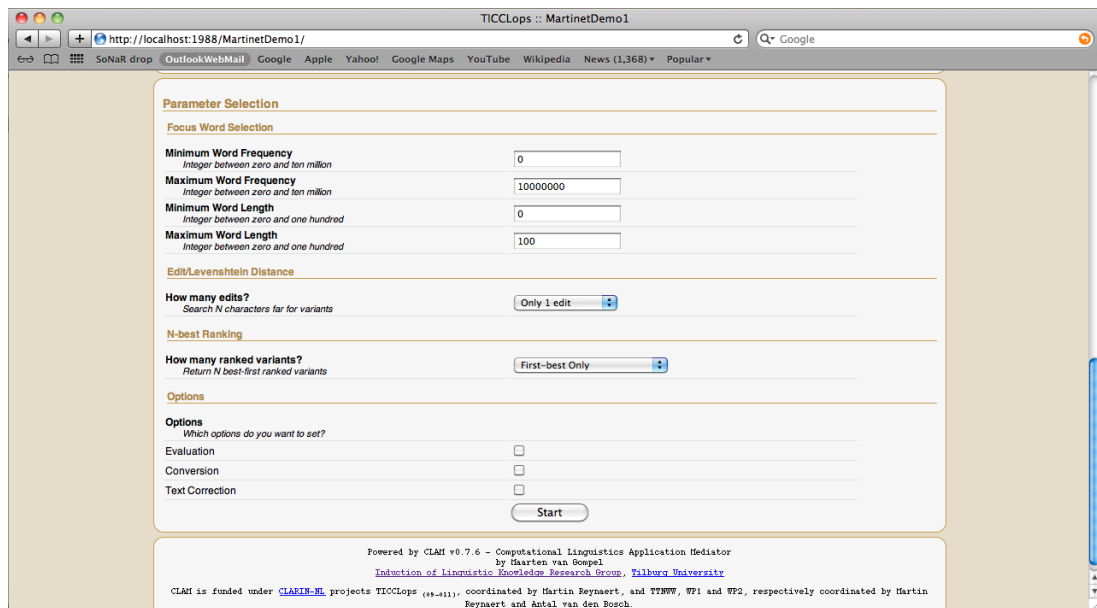 TICCLops :: MartinetDemo1
http://localhost:1988/MartinetDemo1/
Google
SoNaR drop OutlookWebMail Google Apple Yahoo! Google Maps YouTube Wikipedia News (1,368) Popular
Parameter Selection
Focus Word Selection
Minimum Word Frequency
Integer between zero and ten million
0
Maximum Word Frequency
Integer between zero and ten million
10000000
Minimum Word Length
Integer between zero and one hundred
0
Maximum Word Length
Integer between zero and one hundred
100
Edit/Levenshtein Distance
How many edits?
Search N characters far for variants
Only 1 edit
N-best Ranking
How many ranked variants?
Return N best-first ranked variants
First-best Only
Options
Options
Which options do you want to set?
Evaluation
Conversion
Text Correction
Start
Powered by CLAM v0.7.6 - Computational Linguistics Application Mediator
by Maarten van Gompel
Induction of Linguistic Knowledge Research Group, Tilburg University
CLAM is funded under CLARIN-NL projects TICCLops (09-011), coordinated by Martin Reynaert, and TTNWW, WP1 and WP2, respectively coordinated by Martin
Reynaert and Antal van den Bosch.